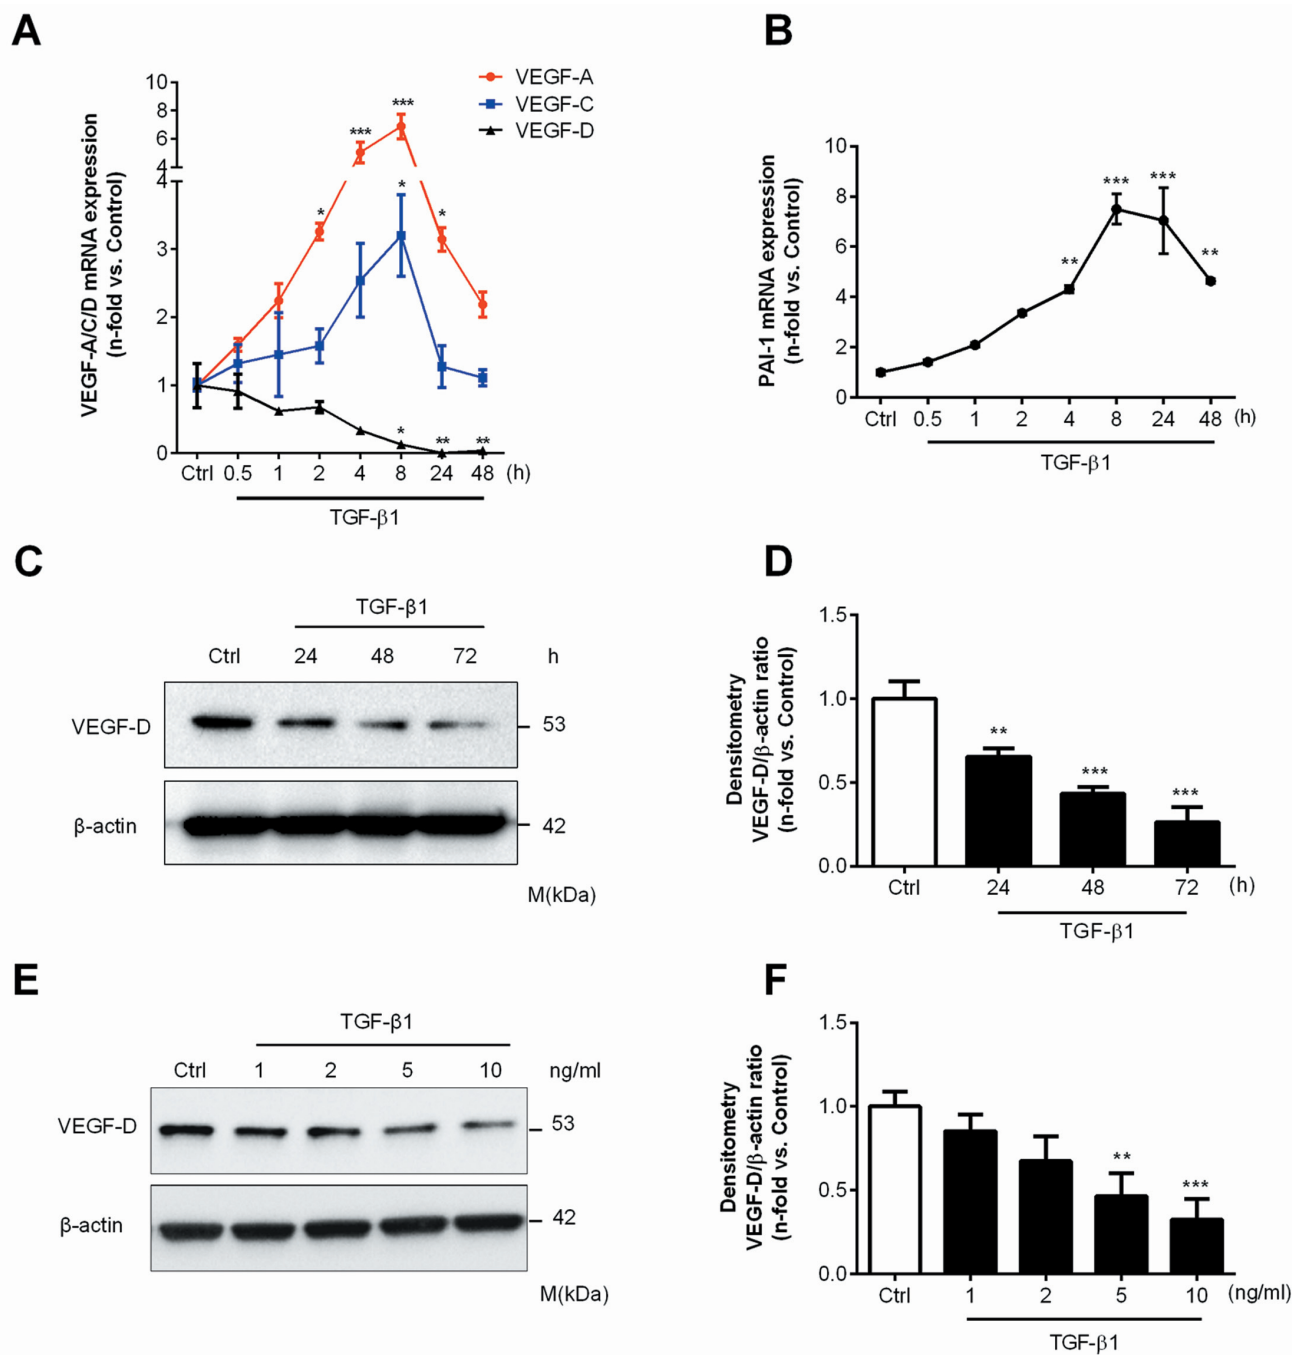 A
VEGF-A/C/D mRNA expression
(n-fold vs. Control)
10
8
6
4
4
3
2
1
0
VEGF-A
VEGF-C
VEGF-D
***
***
*
*
*
*
**
**
Ctrl 0.5 1 2 4 8 24 48 (h)
TGF-β1
B
PAI-1 mRNA expression
(n-fold vs. Control)
10
8
6
4
2
0
**
***
***
**
Ctrl 0.5 1 2 4 8 24 48 (h)
TGF-β1
C
TGF-β1
Ctrl 24 48 72 h
VEGF-D 53
β-actin 42
M(kDa)
D
Densitometry
VEGF-D/β-actin ratio
(n-fold vs. Control)
1.5
1.0
0.5
0.0
**
***
***
Ctrl 24 48 72 (h)
TGF-β1
E
TGF-β1
Ctrl 1 2 5 10 ng/ml
VEGF-D 53
β-actin 42
M(kDa)
F
Densitometry
VEGF-D/β-actin ratio
(n-fold vs. Control)
1.5
1.0
0.5
0.0
**
***
Ctrl 1 2 5 10 (ng/ml)
TGF-β1